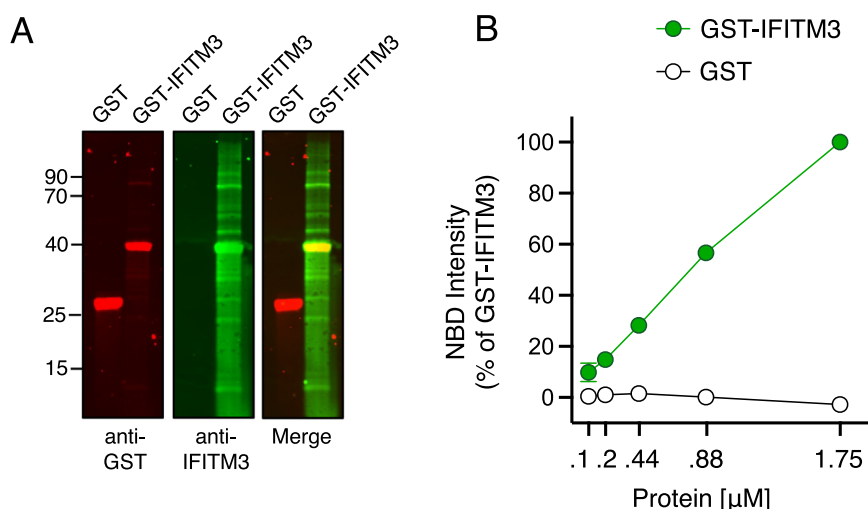 A
GST
GST-IFITM3
GST
GST-IFITM3
GST
GST-IFITM3
90
70
40
25
15
anti-
GST
anti-
IFITM3
Merge
B
GST-IFITM3
GST
NBD Intensity
(% of GST-IFITM3)
100
80
60
40
20
0
.1 .2 .44 .88 1.75
Protein [µM]